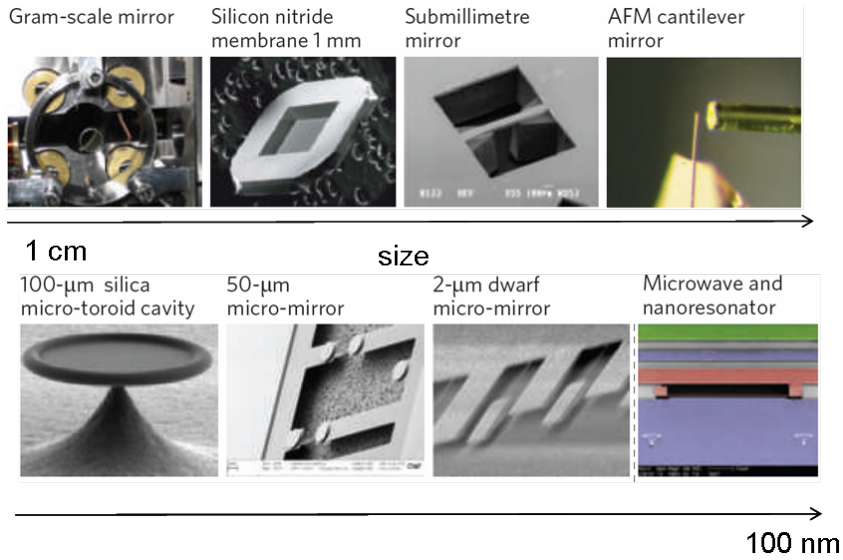 Gram-scale mirror
Silicon nitride
membrane 1 mm
Submillimetre
mirror
AFM cantilever
mirror
1 cm
size
100-μm silica
micro-toroid cavity
50-μm
micro-mirror
2-μm dwarf
micro-mirror
Microwave and
nanoresonator
100 nm